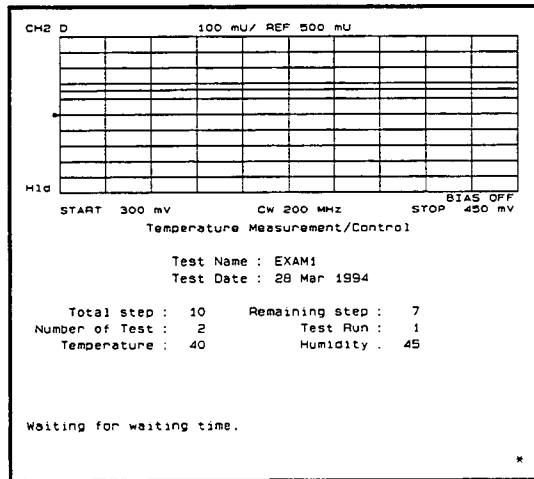 CH2 D 100 mU/ REF 500 mU
Hld
BIAS OFF
START 300 mV CW 200 MHz STOP 450 mV
Temperature Measurement/Control
Test Name : EXAM1
Test Date : 28 Mar 1994
Total step : 10 Remaining step : 7
Number of Test : 2 Test Run : 1
Temperature : 40 Humidity . 45
Waiting for waiting time.
*